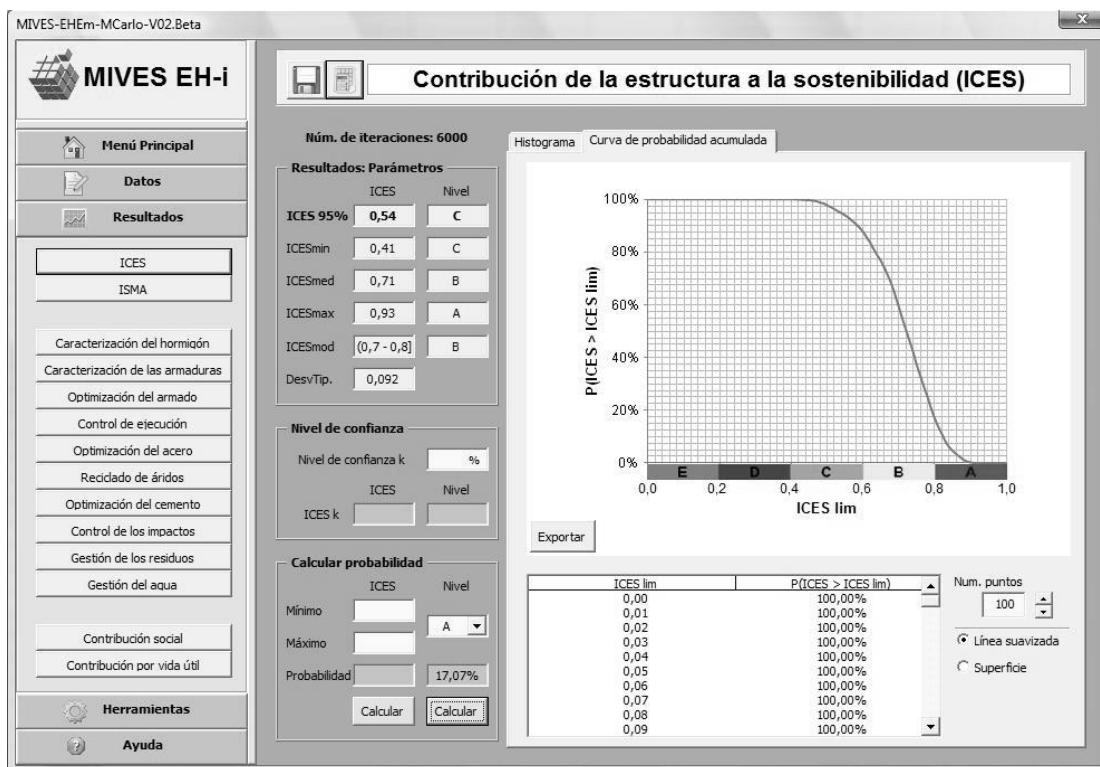 MIVES-EHEm-MCarlo-V02.Beta
X
MIVES EH-i
Menú Principal
Datos
Resultados
ICES
ISMA
Caracterización del hormigón
Caracterización de las armaduras
Optimización del armado
Control de ejecución
Optimización del acero
Reciclado de áridos
Optimización del cemento
Control de los impactos
Gestión de los residuos
Gestión del agua
Contribución social
Contribución por vida útil
Herramientas
Ayuda
Contribución de la estructura a la sostenibilidad (ICES)
Núm. de iteraciones: 6000
Resultados: Parámetros
ICES Nivel
ICES 95% 0,54 C
ICESmin 0,41 C
ICESmed 0,71 B
ICESmax 0,93 A
ICESmod (0,7 - 0,8] B
DesvTip. 0,092
Nivel de confianza
Nivel de confianza k %
ICES Nivel
ICES k
Calcular probabilidad
ICES Nivel
Mínimo
A
Máximo
Probabilidad 17,07%
Calcular Calcular
Histograma Curva de probabilidad acumulada
P(ICES > ICES lim)
100%
80%
60%
40%
20%
0%
E D C B A
0,0 0,2 0,4 0,6 0,8 1,0
ICES lim
Exportar
ICES lim P(ICES > ICES lim)
0,00 100,00%
0,01 100,00%
0,02 100,00%
0,03 100,00%
0,04 100,00%
0,05 100,00%
0,06 100,00%
0,07 100,00%
0,08 100,00%
0,09 100,00%
Num. puntos
100
Línea suavizada
Superficie